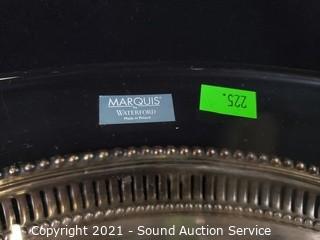 MARQUIS
WATERFORD
Made in Poland
225.
Copyright 2021 - Sound Auction Service